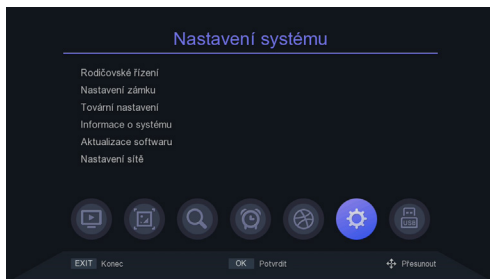 Nastavení systému
Rodičovské řízení
Nastavení zámku
Tovární nastavení
Informace o systému
Aktualizace softwaru
Nastavení sítě
USB
EXIT Konec OK Potvrdit Přesunout